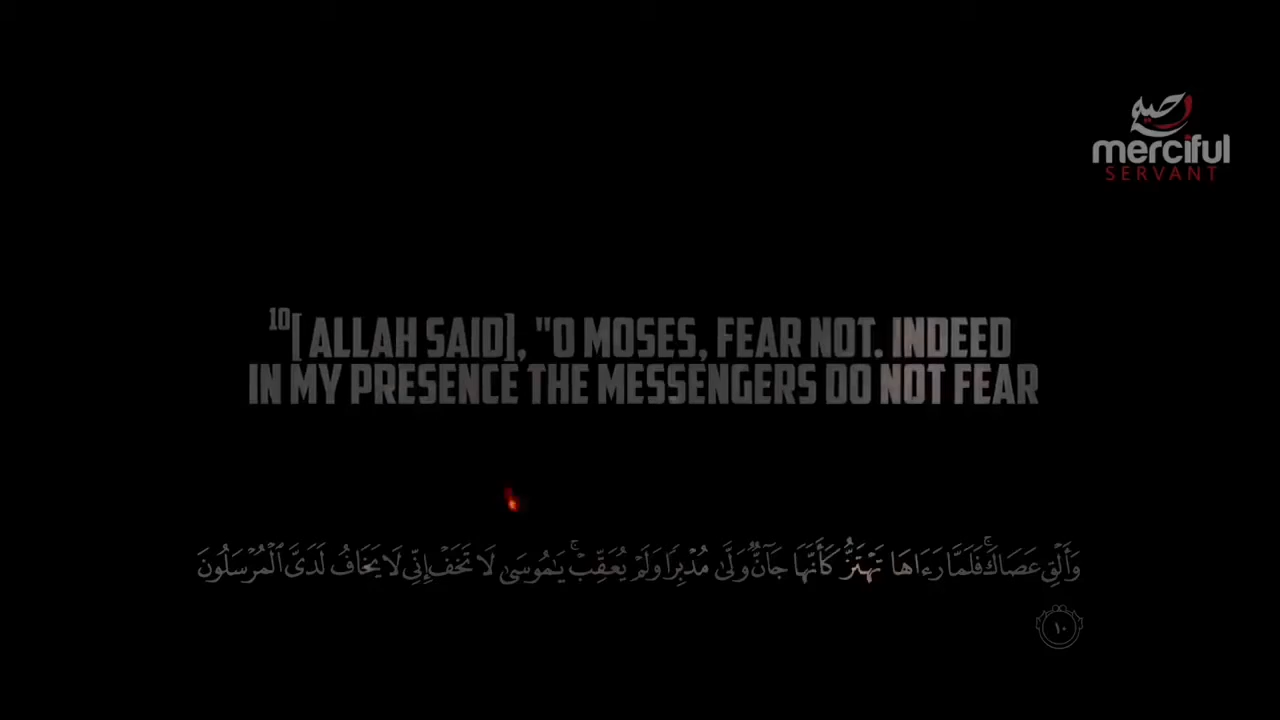 رحيم
merciful
SERVANT
10[ ALLAH SAID], "O MOSES, FEAR NOT. INDEED
IN MY PRESENCE THE MESSENGERS DO NOT FEAR
وَأَلْقِ عَصَاكَ ۚ فَلَمَّا رَءَاهَا تَهْتَزُّ كَأَنَّهَا جَآنٌّ وَلَّىٰ مُدْبِرًا وَلَمْ يُعَقِّبْ ۚ يَـٰمُوسَىٰ لَا تَخَفْ إِنِّى لَا يَخَافُ لَدَىَّ ٱلْمُرْسَلُونَ
١٠